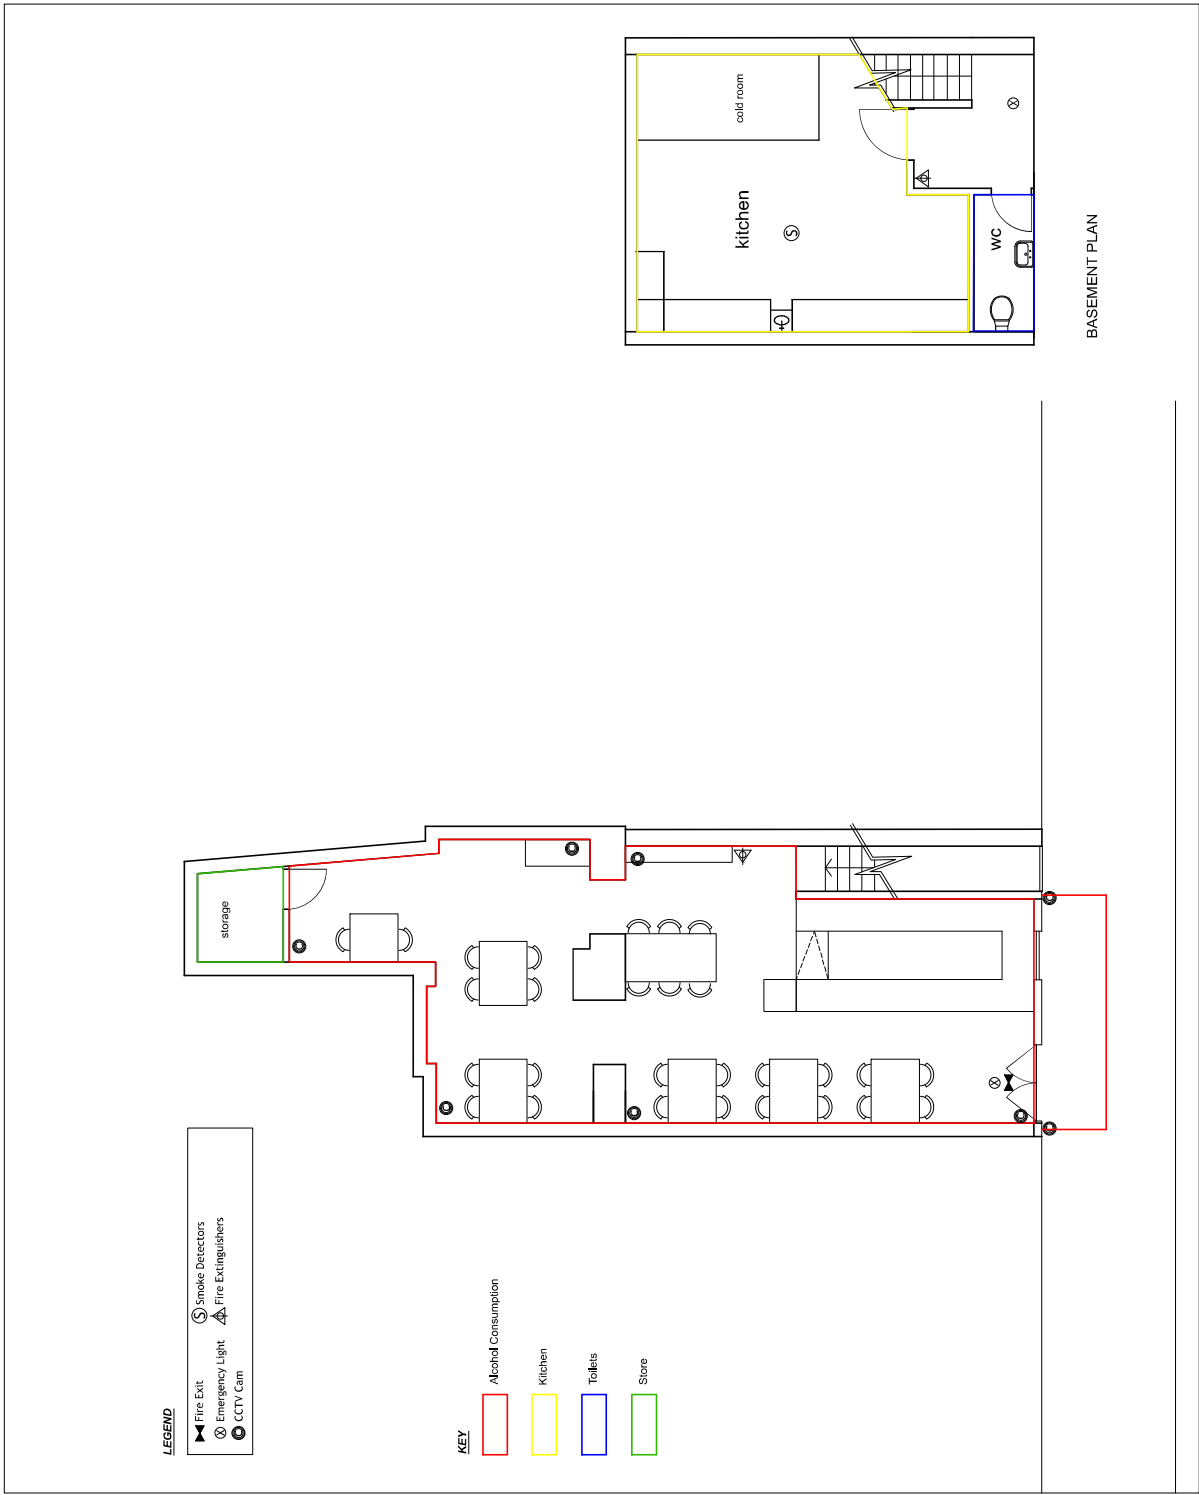 LEGEND
Fire Exit
Smoke Detectors
Emergency Light
Fire Extinguishers
CCTV Cam
KEY
Alcohol Consumption
Kitchen
Toilets
Store
storage
cold room
kitchen
S
WC
BASEMENT PLAN